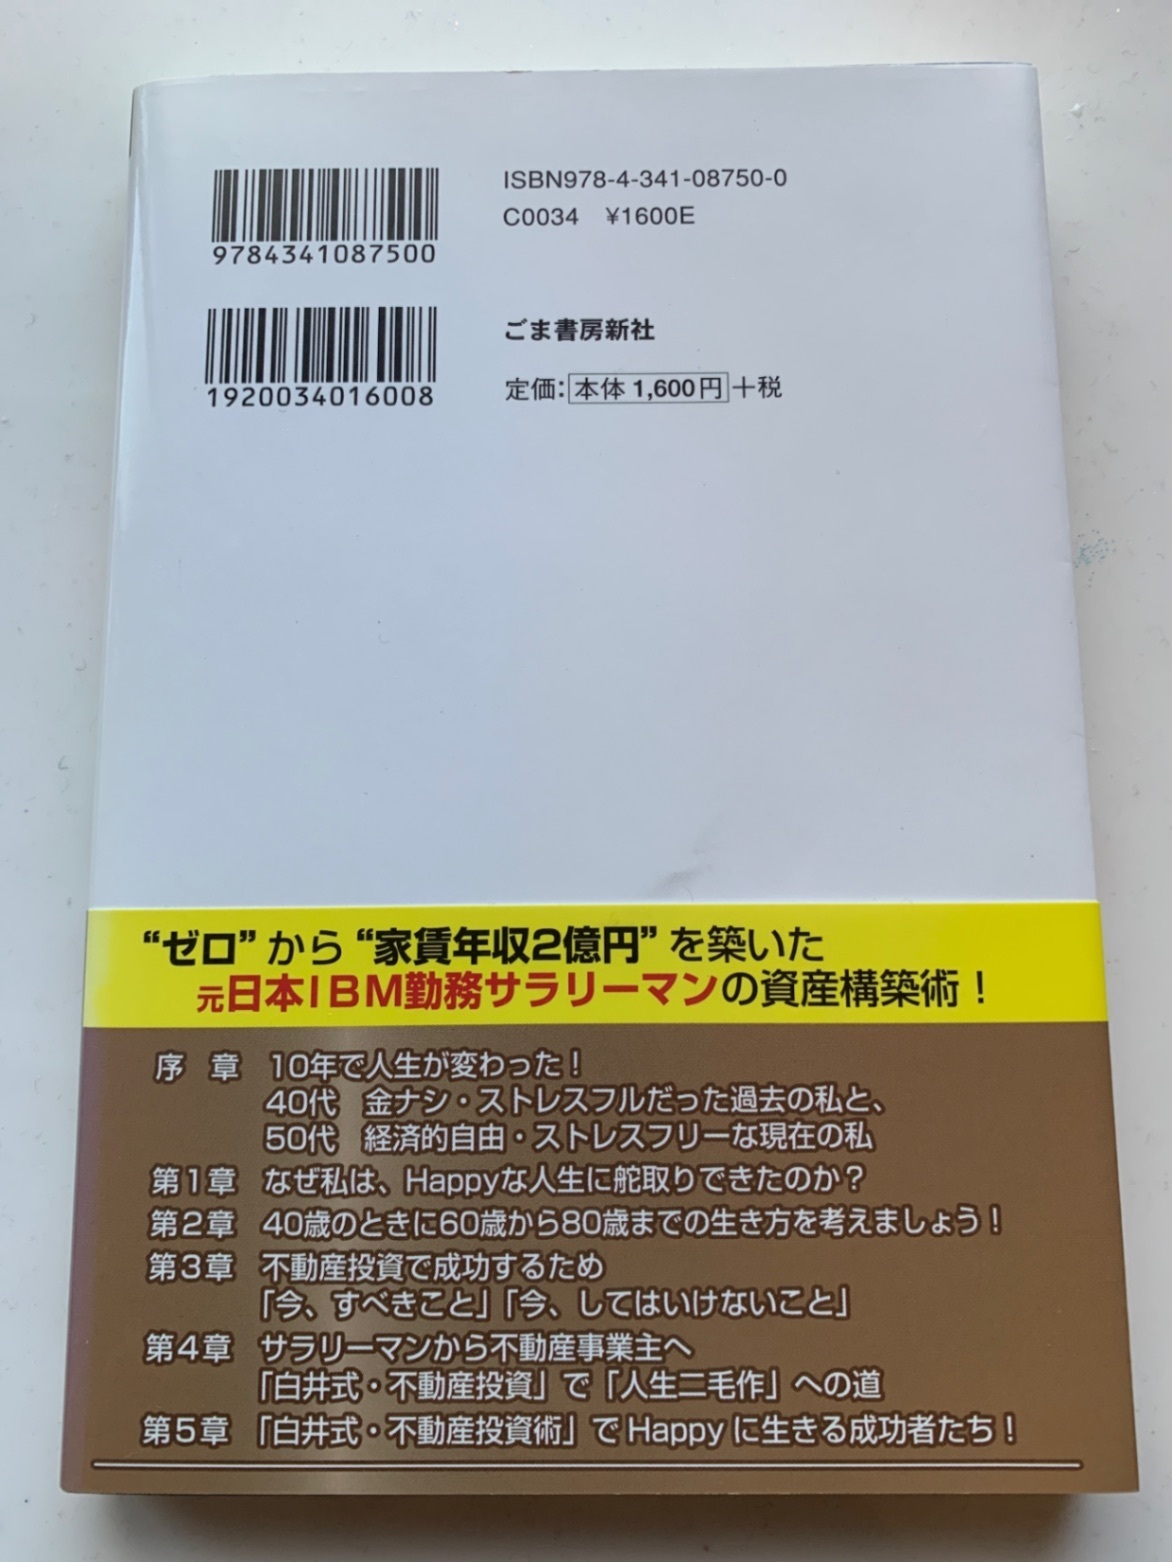 ISBN978-4-341-08750-0
C0034 ¥1600E
9784341087500
1920034016008
ごま書房新社
定価：本体 1,600円＋税
“ゼロ”から“家賃年収2億円”を築いた
元日本IBM勤務サラリーマンの資産構築術！
序 章 10年で人生が変わった！
40代 金ナシ・ストレスフルだった過去の私と、
50代 経済的自由・ストレスフリーな現在の私
第1章 なぜ私は、Happyな人生に舵取りできたのか？
第2章 40歳のときに60歳から80歳までの生き方を考えましょう！
第3章 不動産投資で成功するため
「今、すべきこと」「今、してはいけないこと」
第4章 サラリーマンから不動産事業主へ
「白井式・不動産投資」で「人生二毛作」への道
第5章 「白井式・不動産投資術」でHappyに生きる成功者たち！